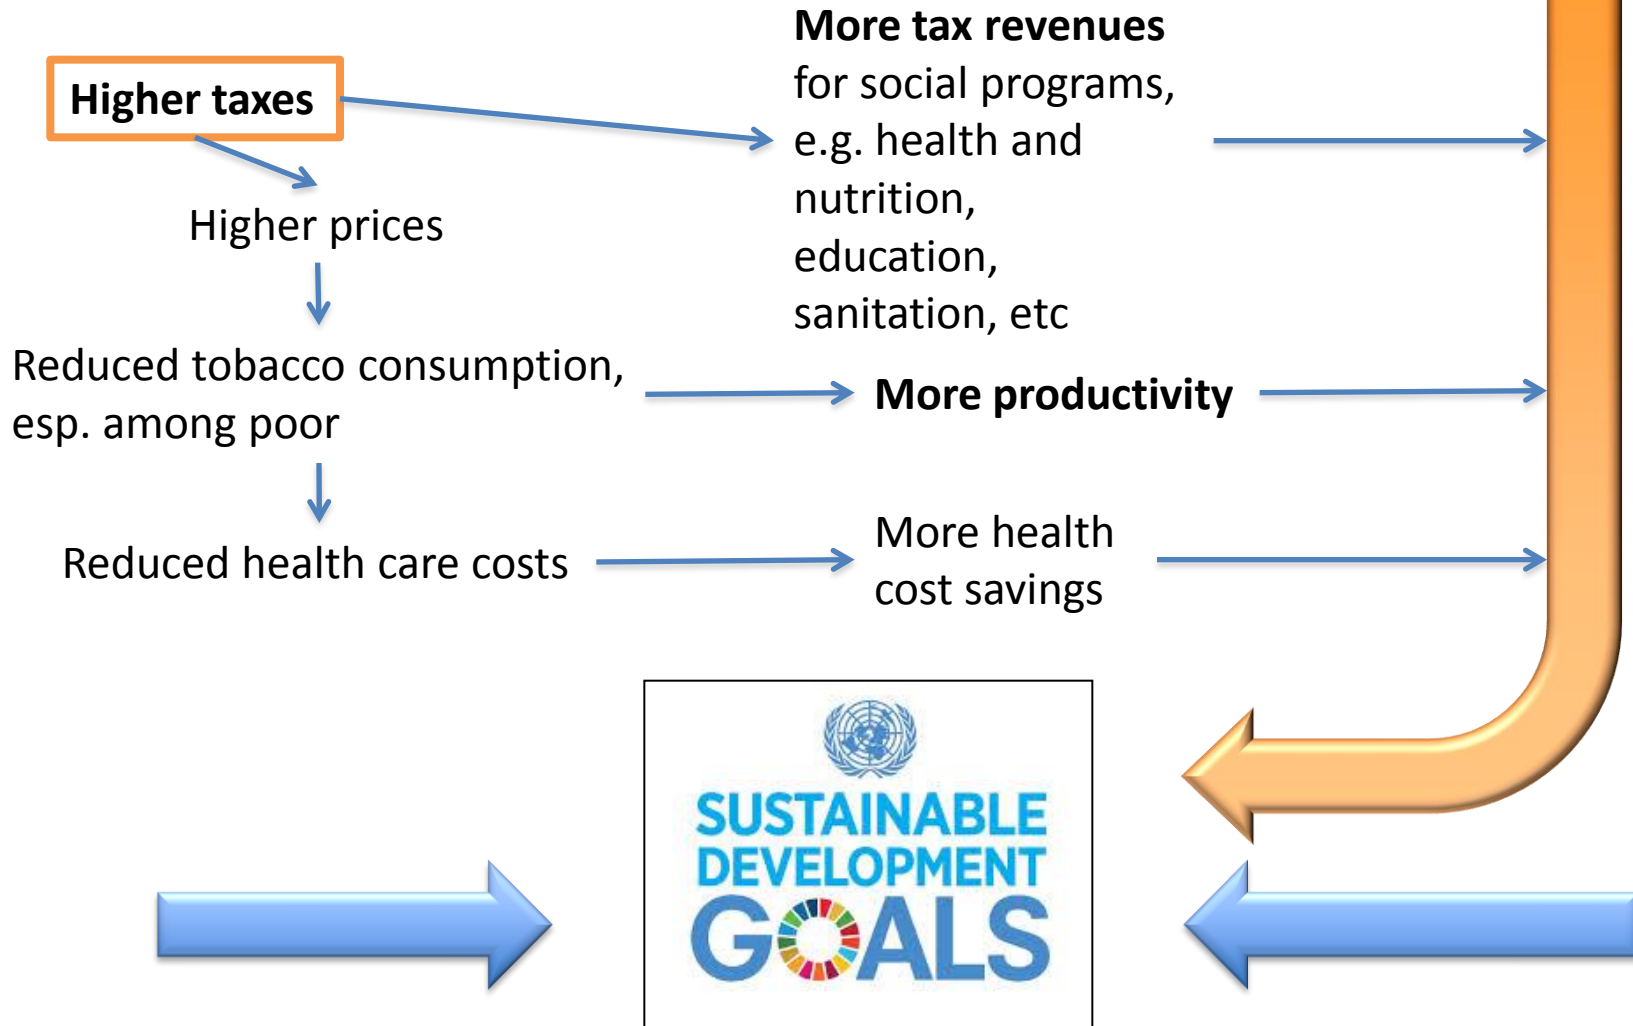 More tax revenues
for social programs,
e.g. health and
nutrition,
education,
sanitation, etc
Higher taxes
Higher prices
Reduced tobacco consumption,
esp. among poor
More productivity
Reduced health care costs
More health
cost savings
SUSTAINABLE
DEVELOPMENT
GOALS